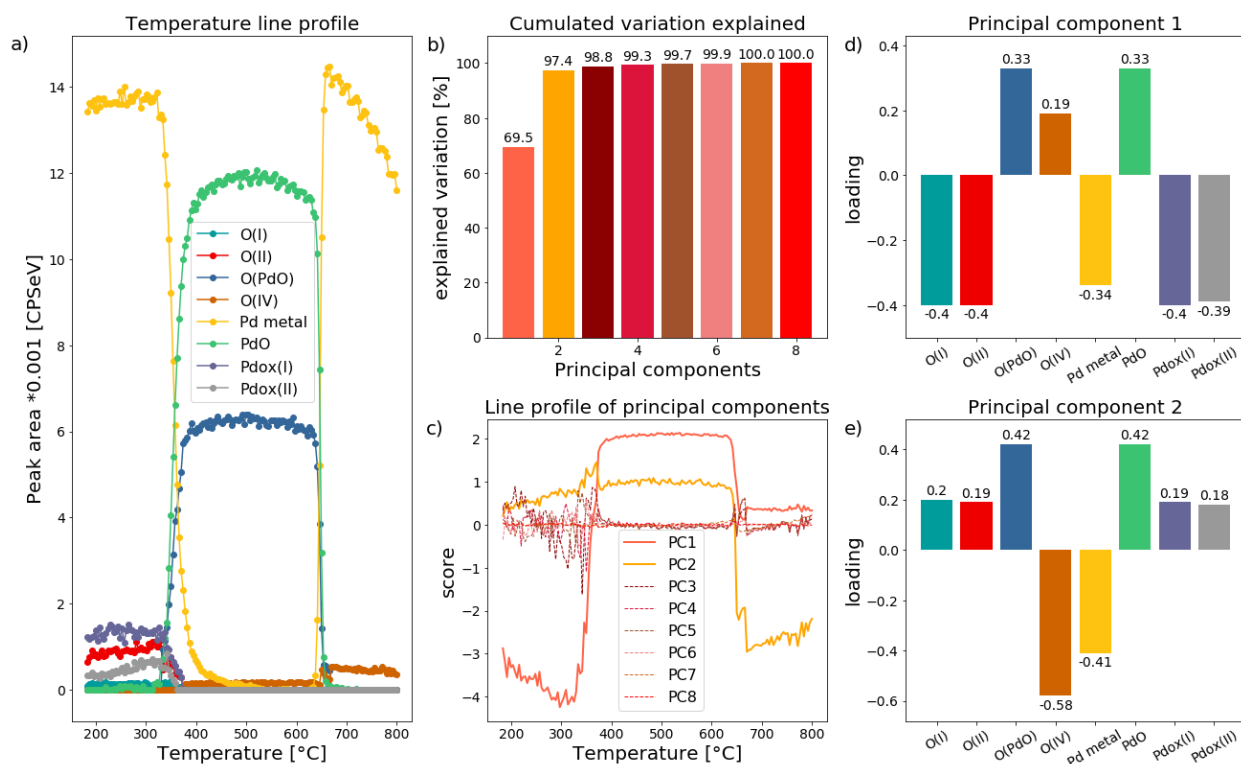 a)
Temperature line profile
14
12
10
8
6
4
2
0
Peak area *0.001 [CPSeV]
O(I)
O(II)
O(PdO)
O(IV)
Pd metal
PdO
Pdox(I)
Pdox(II)
200 300 400 500 600 700 800
Temperature [°C]
b)
Cumulated variation explained
100
80
60
40
20
0
explained variation [%]
69.5 97.4 98.8 99.3 99.7 99.9 100.0 100.0
2 4 6 8
Principal components
c)
Line profile of principal components
2
1
0
−1
−2
−3
−4
score
PC1
PC2
PC3
PC4
PC5
PC6
PC7
PC8
200 300 400 500 600 700 800
Temperature [°C]
d)
Principal component 1
0.4
0.2
0.0
−0.2
−0.4
loading
-0.4 -0.4 0.33 0.19 -0.34 0.33 -0.4 -0.39
O(I) O(II) O(PdO) O(IV) Pd metal PdO Pdox(I) Pdox(II)
e)
Principal component 2
0.4
0.2
0.0
−0.2
−0.4
−0.6
loading
0.2 0.19 0.42 -0.58 -0.41 0.42 0.19 0.18
O(I) O(II) O(PdO) O(IV) Pd metal PdO Pdox(I) Pdox(II)